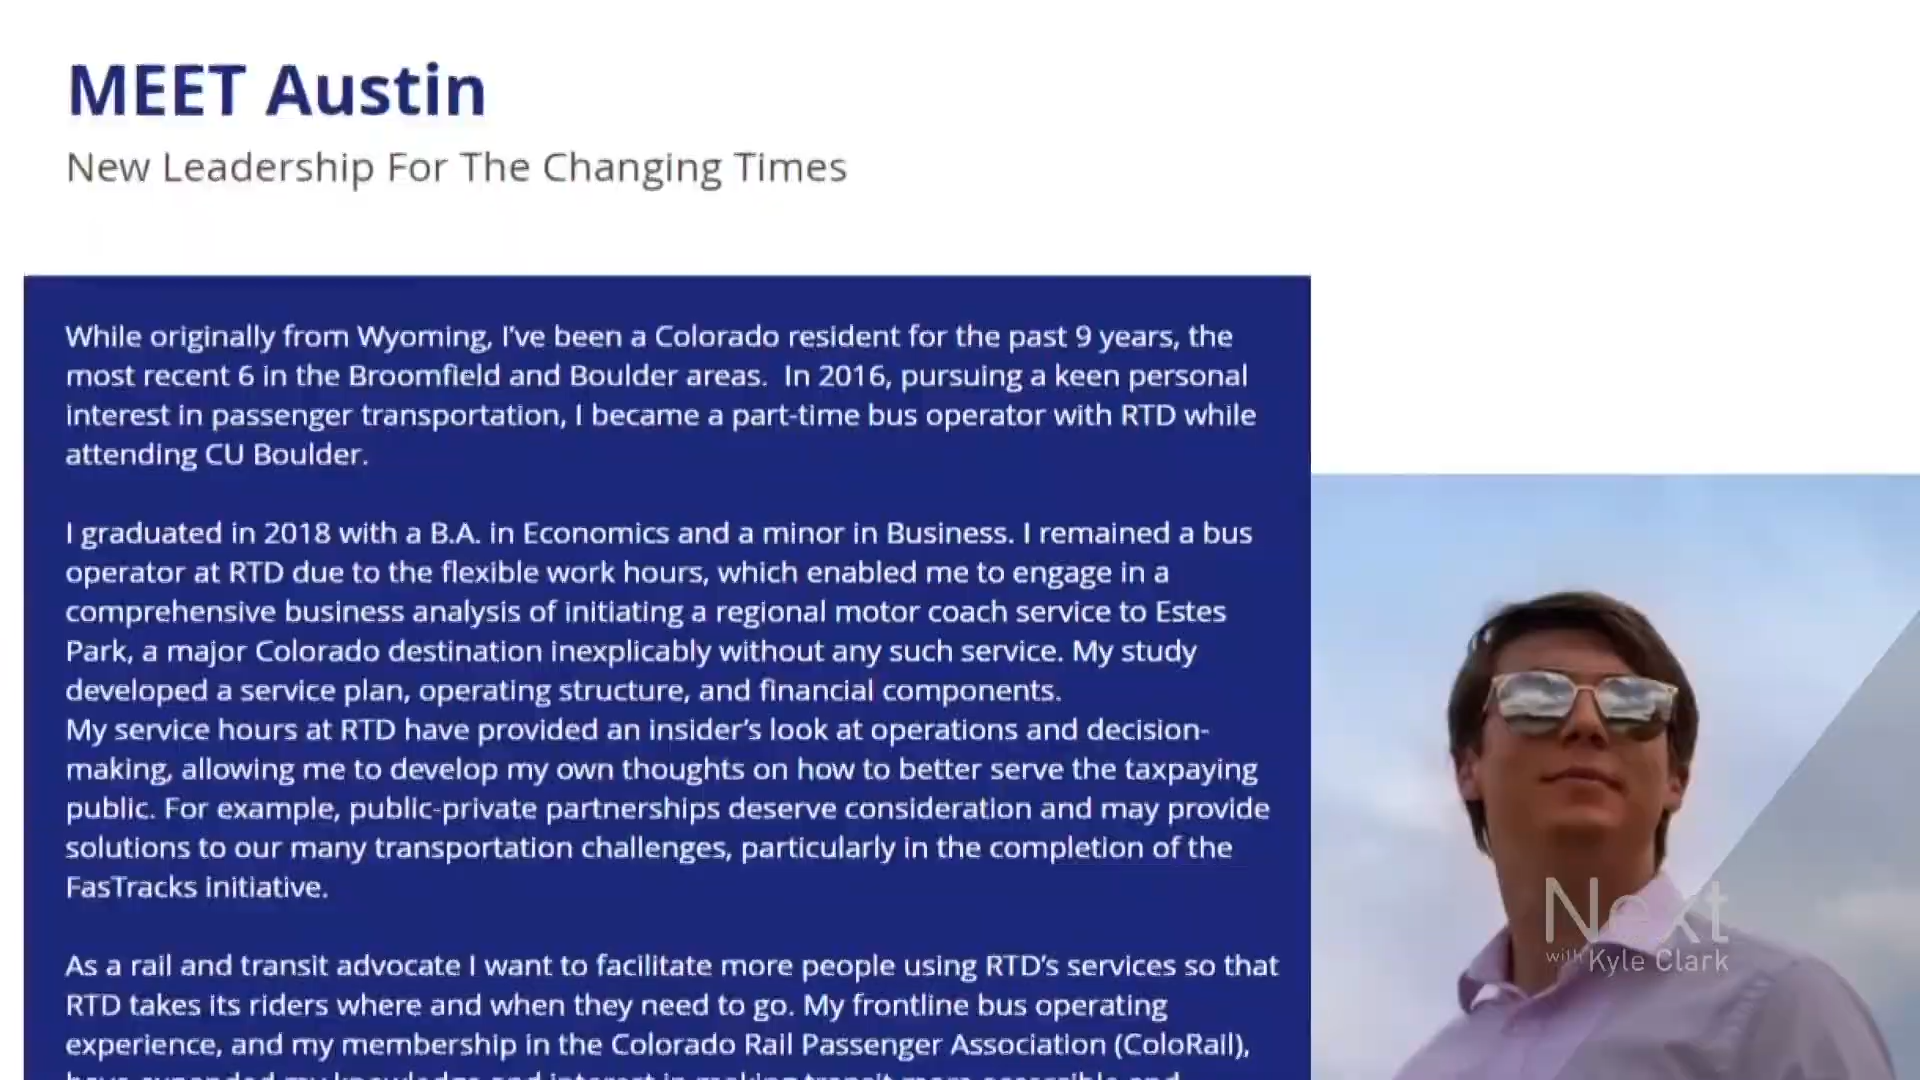 MEET Austin
New Leadership For The Changing Times
While originally from Wyoming, I've been a Colorado resident for the past 9 years, the
most recent 6 in the Broomfield and Boulder areas.  In 2016, pursuing a keen personal
interest in passenger transportation, I became a part-time bus operator with RTD while
attending CU Boulder.
I graduated in 2018 with a B.A. in Economics and a minor in Business. I remained a bus
operator at RTD due to the flexible work hours, which enabled me to engage in a
comprehensive business analysis of initiating a regional motor coach service to Estes
Park, a major Colorado destination inexplicably without any such service. My study
developed a service plan, operating structure, and financial components.
My service hours at RTD have provided an insider's look at operations and decision-
making, allowing me to develop my own thoughts on how to better serve the taxpaying
public. For example, public-private partnerships deserve consideration and may provide
solutions to our many transportation challenges, particularly in the completion of the
FasTracks initiative.
As a rail and transit advocate I want to facilitate more people using RTD's services so that
RTD takes its riders where and when they need to go. My frontline bus operating
experience, and my membership in the Colorado Rail Passenger Association (ColoRail),
Next
with Kyle Clark